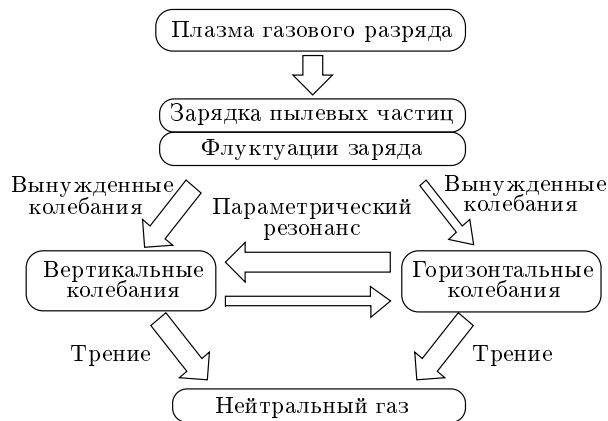 Плазма газового разряда
Зарядка пылевых частиц
Флуктуации заряда
Вынужденные
колебания
Вынужденные
колебания
Параметрический
резонанс
Вертикальные
колебания
Горизонтальные
колебания
Трение
Трение
Нейтральный газ